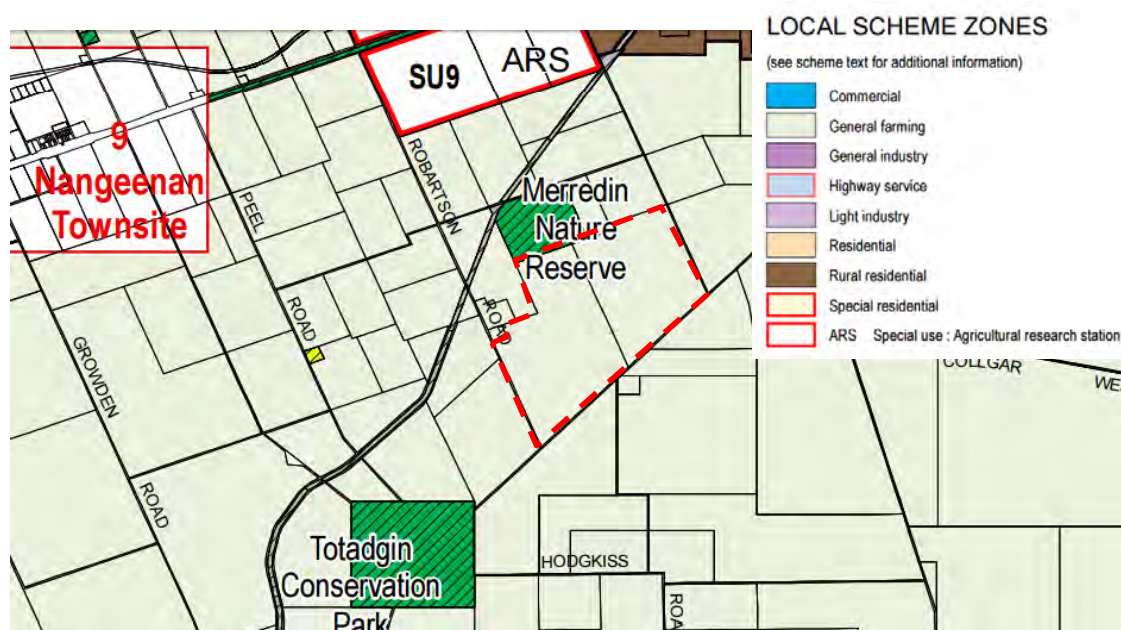 LOCAL SCHEME ZONES
(see scheme text for additional information)
Commercial
General farming
General industry
Highway service
Light industry
Residential
Rural residential
Special residential
ARS Special use : Agricultural research station
SU9
ARS
9
Nangeenan
Townsite
ROBARTSON
ROAD
PEEL
ROAD
Merredin
Nature
Reserve
GROWDEN
ROAD
COLLGAR
WE
Totadgin
Conservation
Park
HODGKISS
ROA